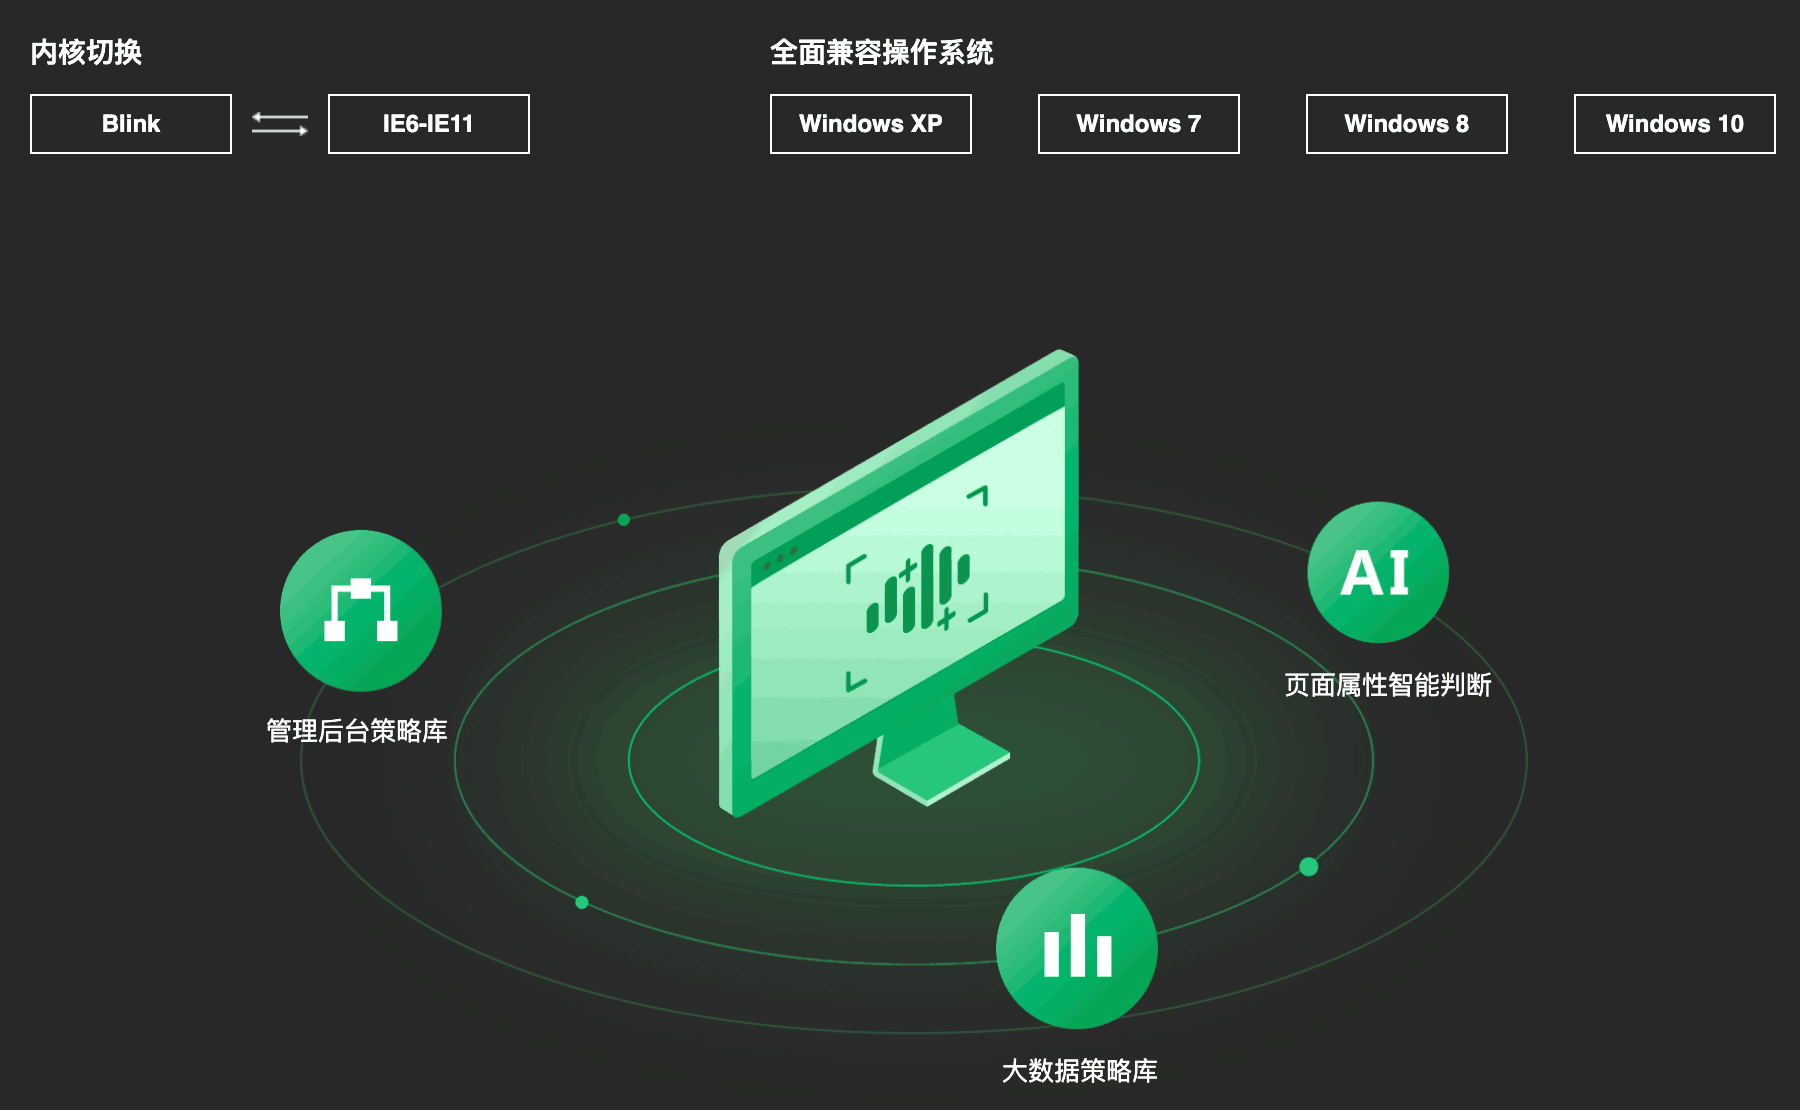 内核切换
全面兼容操作系统
Blink
IE6-IE11
Windows XP
Windows 7
Windows 8
Windows 10
AI
页面属性智能判断
管理后台策略库
大数据策略库